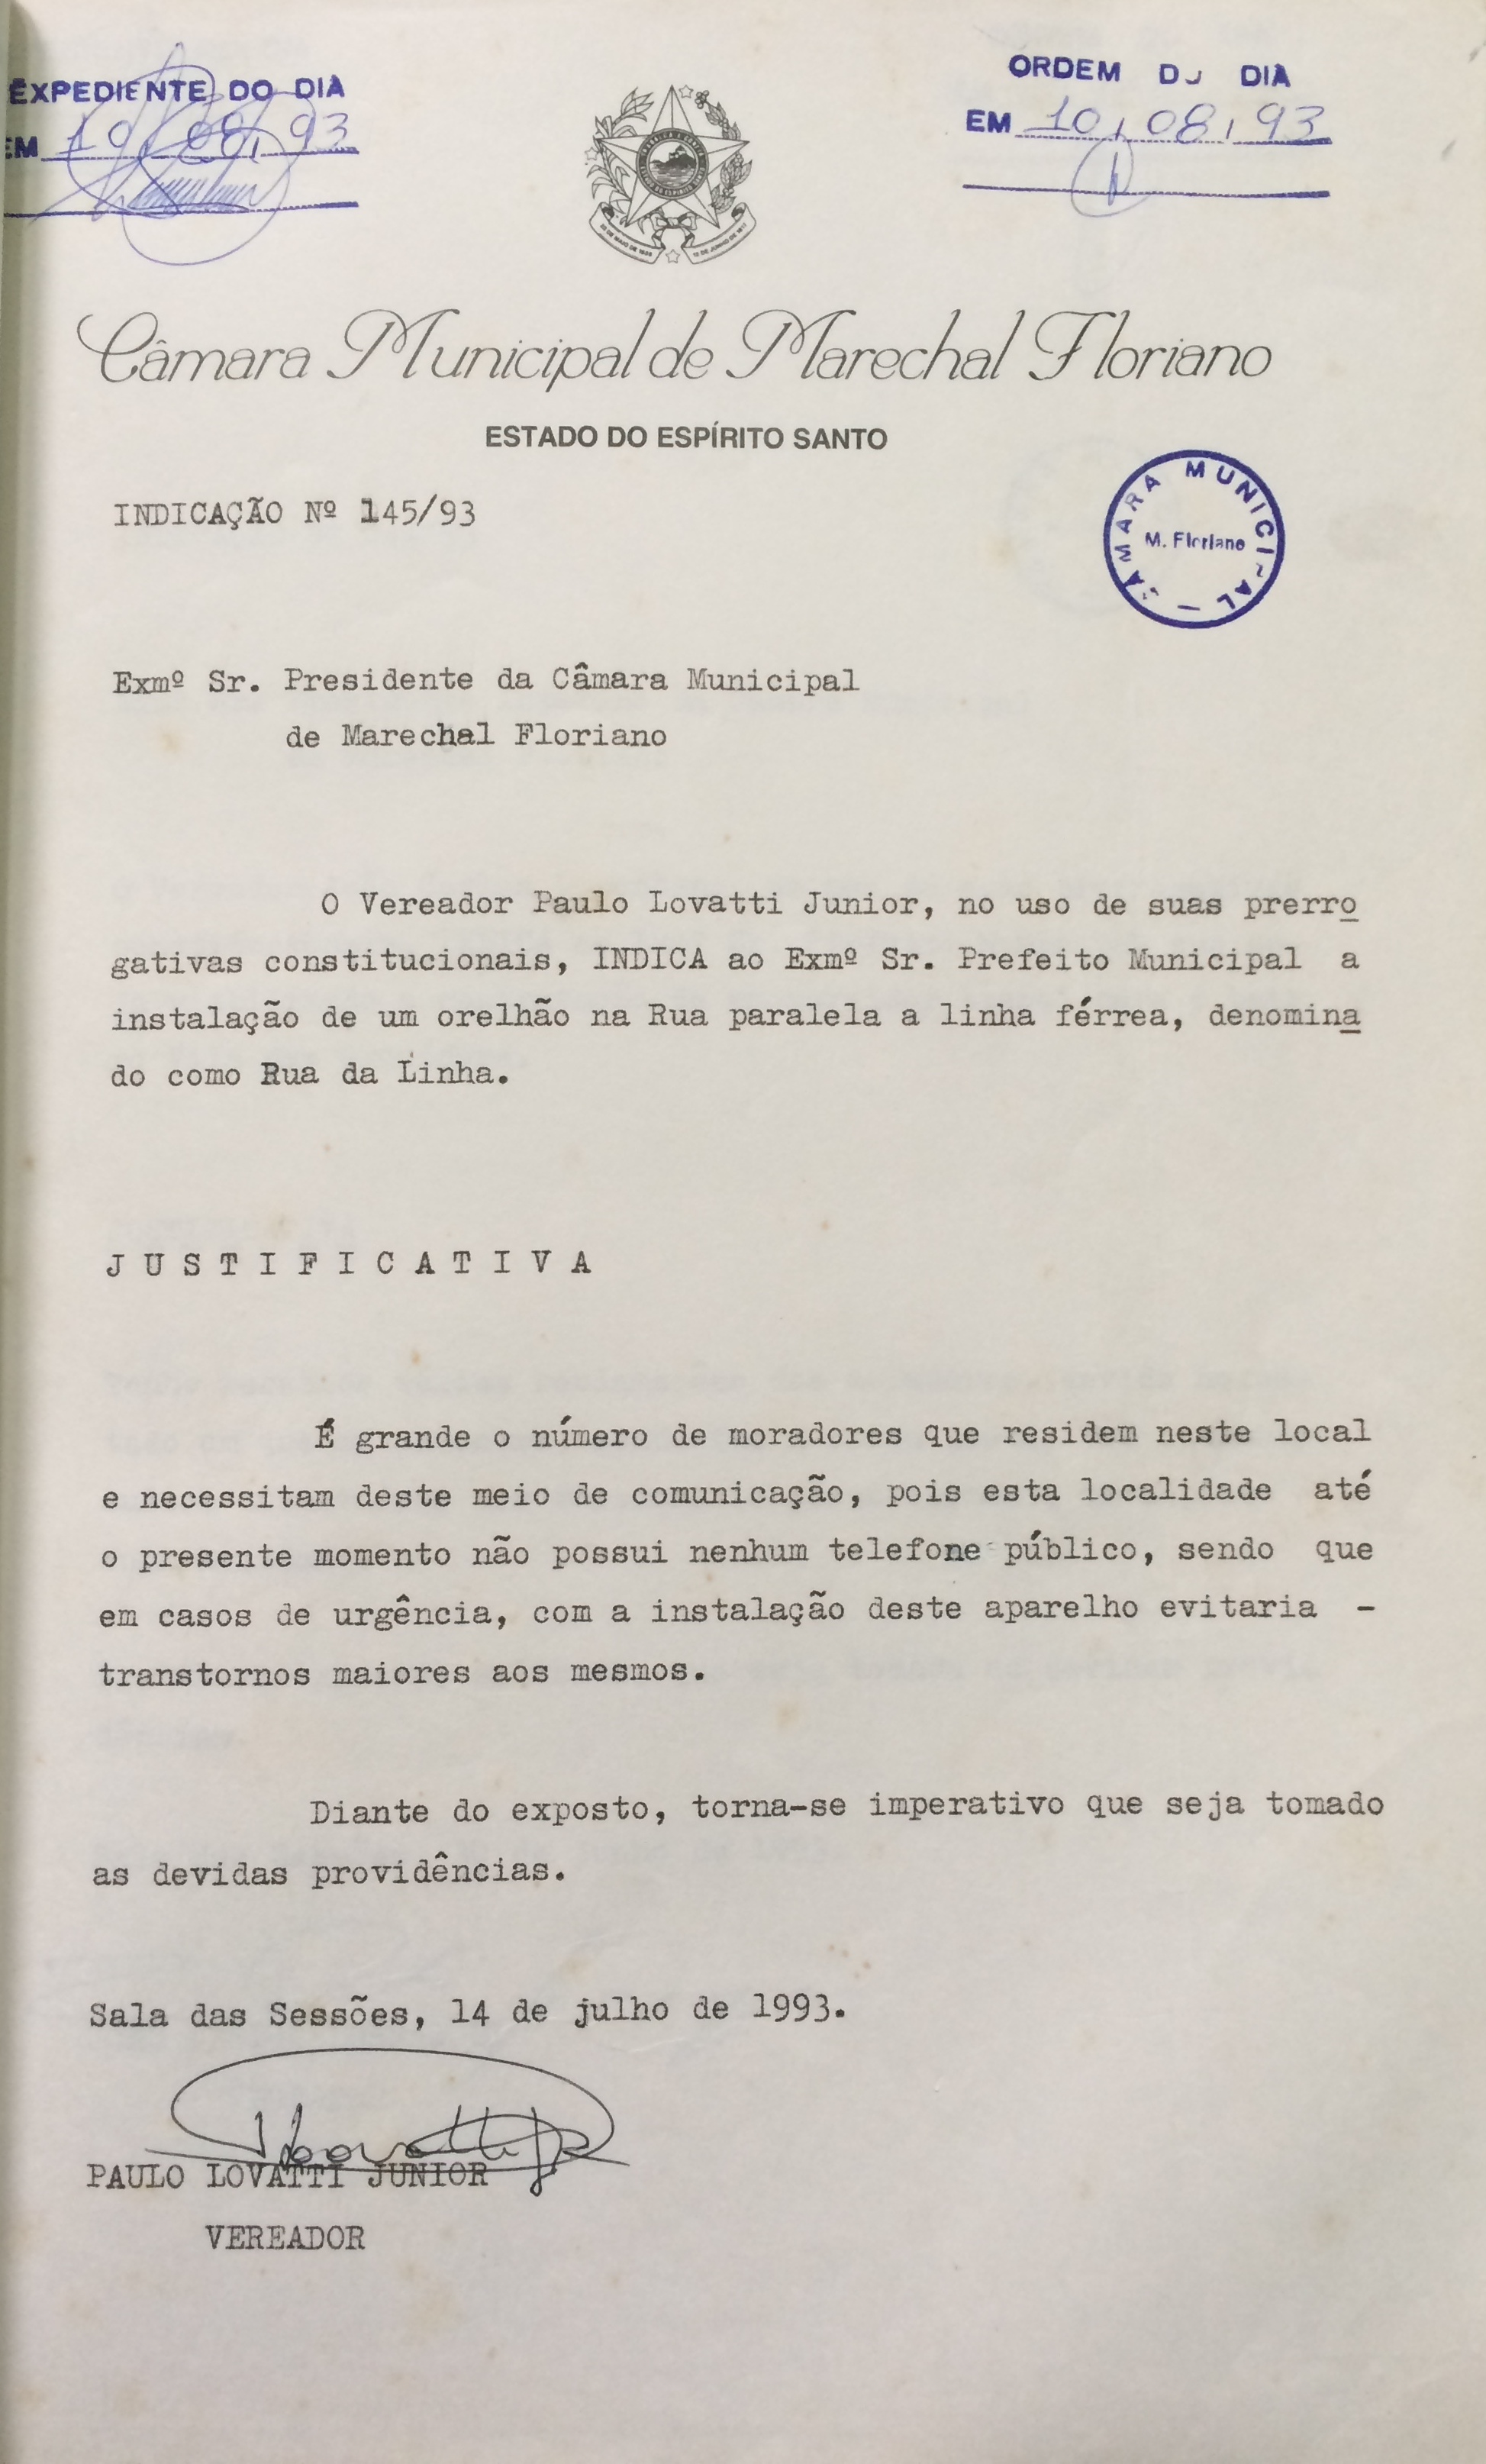 EXPEDIENTE DO DIA
EM 10, 08, 93
ORDEM DO DIA
EM 10, 08, 93
Câmara Municipal de Marechal Floriano
ESTADO DO ESPÍRITO SANTO
INDICAÇÃO Nº 145/93
CÂMARA MUNICIPAL
M. Floriano
Exmº Sr. Presidente da Câmara Municipal
de Marechal Floriano
O Vereador Paulo Lovatti Junior, no uso de suas prerro
gativas constitucionais, INDICA ao Exmº Sr. Prefeito Municipal a
instalação de um orelhão na Rua paralela a linha férrea, denomina
do como Rua da Linha.
J U S T I F I C A T I V A
É grande o número de moradores que residem neste local
e necessitam deste meio de comunicação, pois esta localidade até
o presente momento não possui nenhum telefone público, sendo que
em casos de urgência, com a instalação deste aparelho evitaria -
transtornos maiores aos mesmos.
Diante do exposto, torna-se imperativo que seja tomado
as devidas providências.
Sala das Sessões, 14 de julho de 1993.
PAULO LOVATTI JUNIOR
VEREADOR